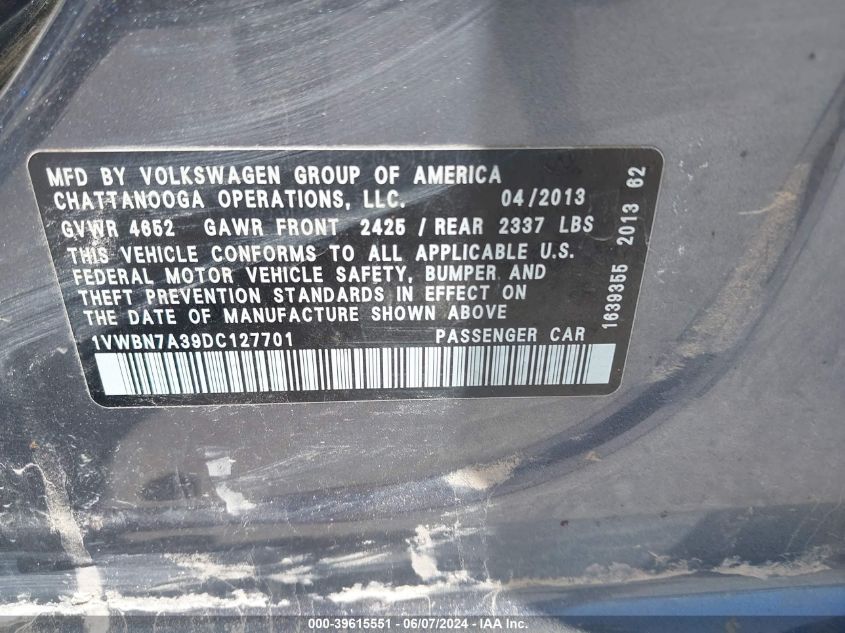 MFD BY VOLKSWAGEN GROUP OF AMERICA
CHATTANOOGA OPERATIONS, LLC. 04/2013
GVWR 4652 GAWR FRONT 2425 / REAR 2337 LBS
THIS VEHICLE CONFORMS TO ALL APPLICABLE U.S.
FEDERAL MOTOR VEHICLE SAFETY, BUMPER AND
THEFT PREVENTION STANDARDS IN EFFECT ON
THE DATE OF MANUFACTURE SHOWN ABOVE
1VWBN7A39DC127701 PASSENGER CAR
1639355 2013 62
000-39615551 - 06/07/2024 - IAA Inc.